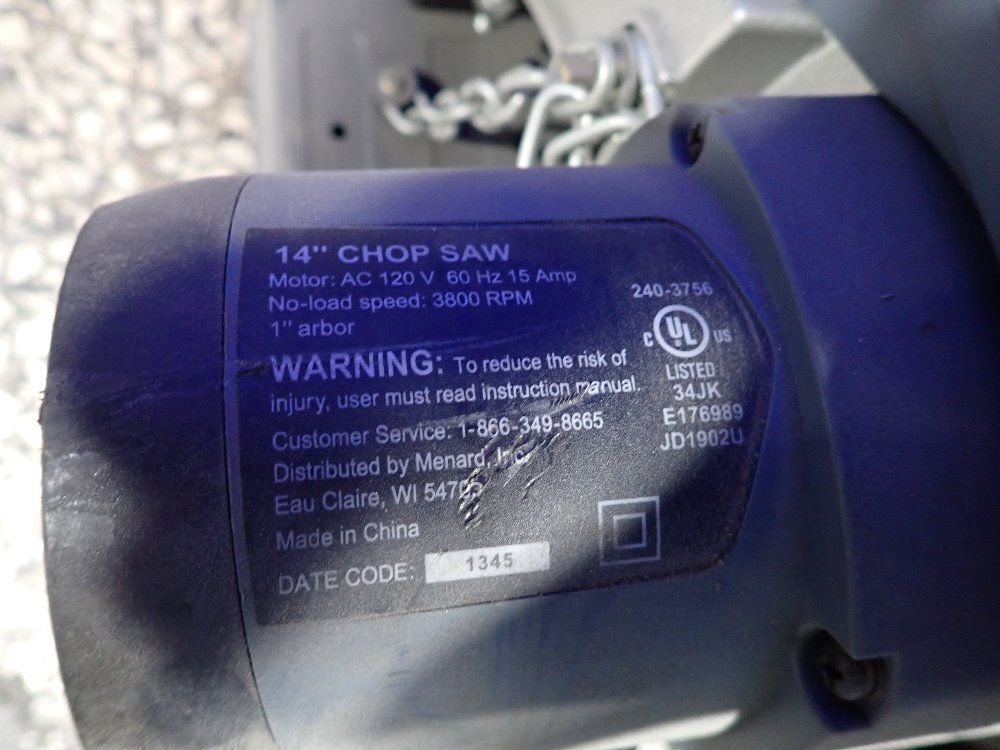 14" CHOP SAW
Motor: AC 120 V 60 Hz 15 Amp
No-load speed: 3800 RPM
1" arbor
WARNING: To reduce the risk of
injury, user must read instruction manual.
Customer Service: 1-866-349-8665
Distributed by Menard, Inc.
Eau Claire, WI
Made in China
DATE CODE: 1345
240-3756
C UL US
LISTED
34JK
E176989
JD1902U